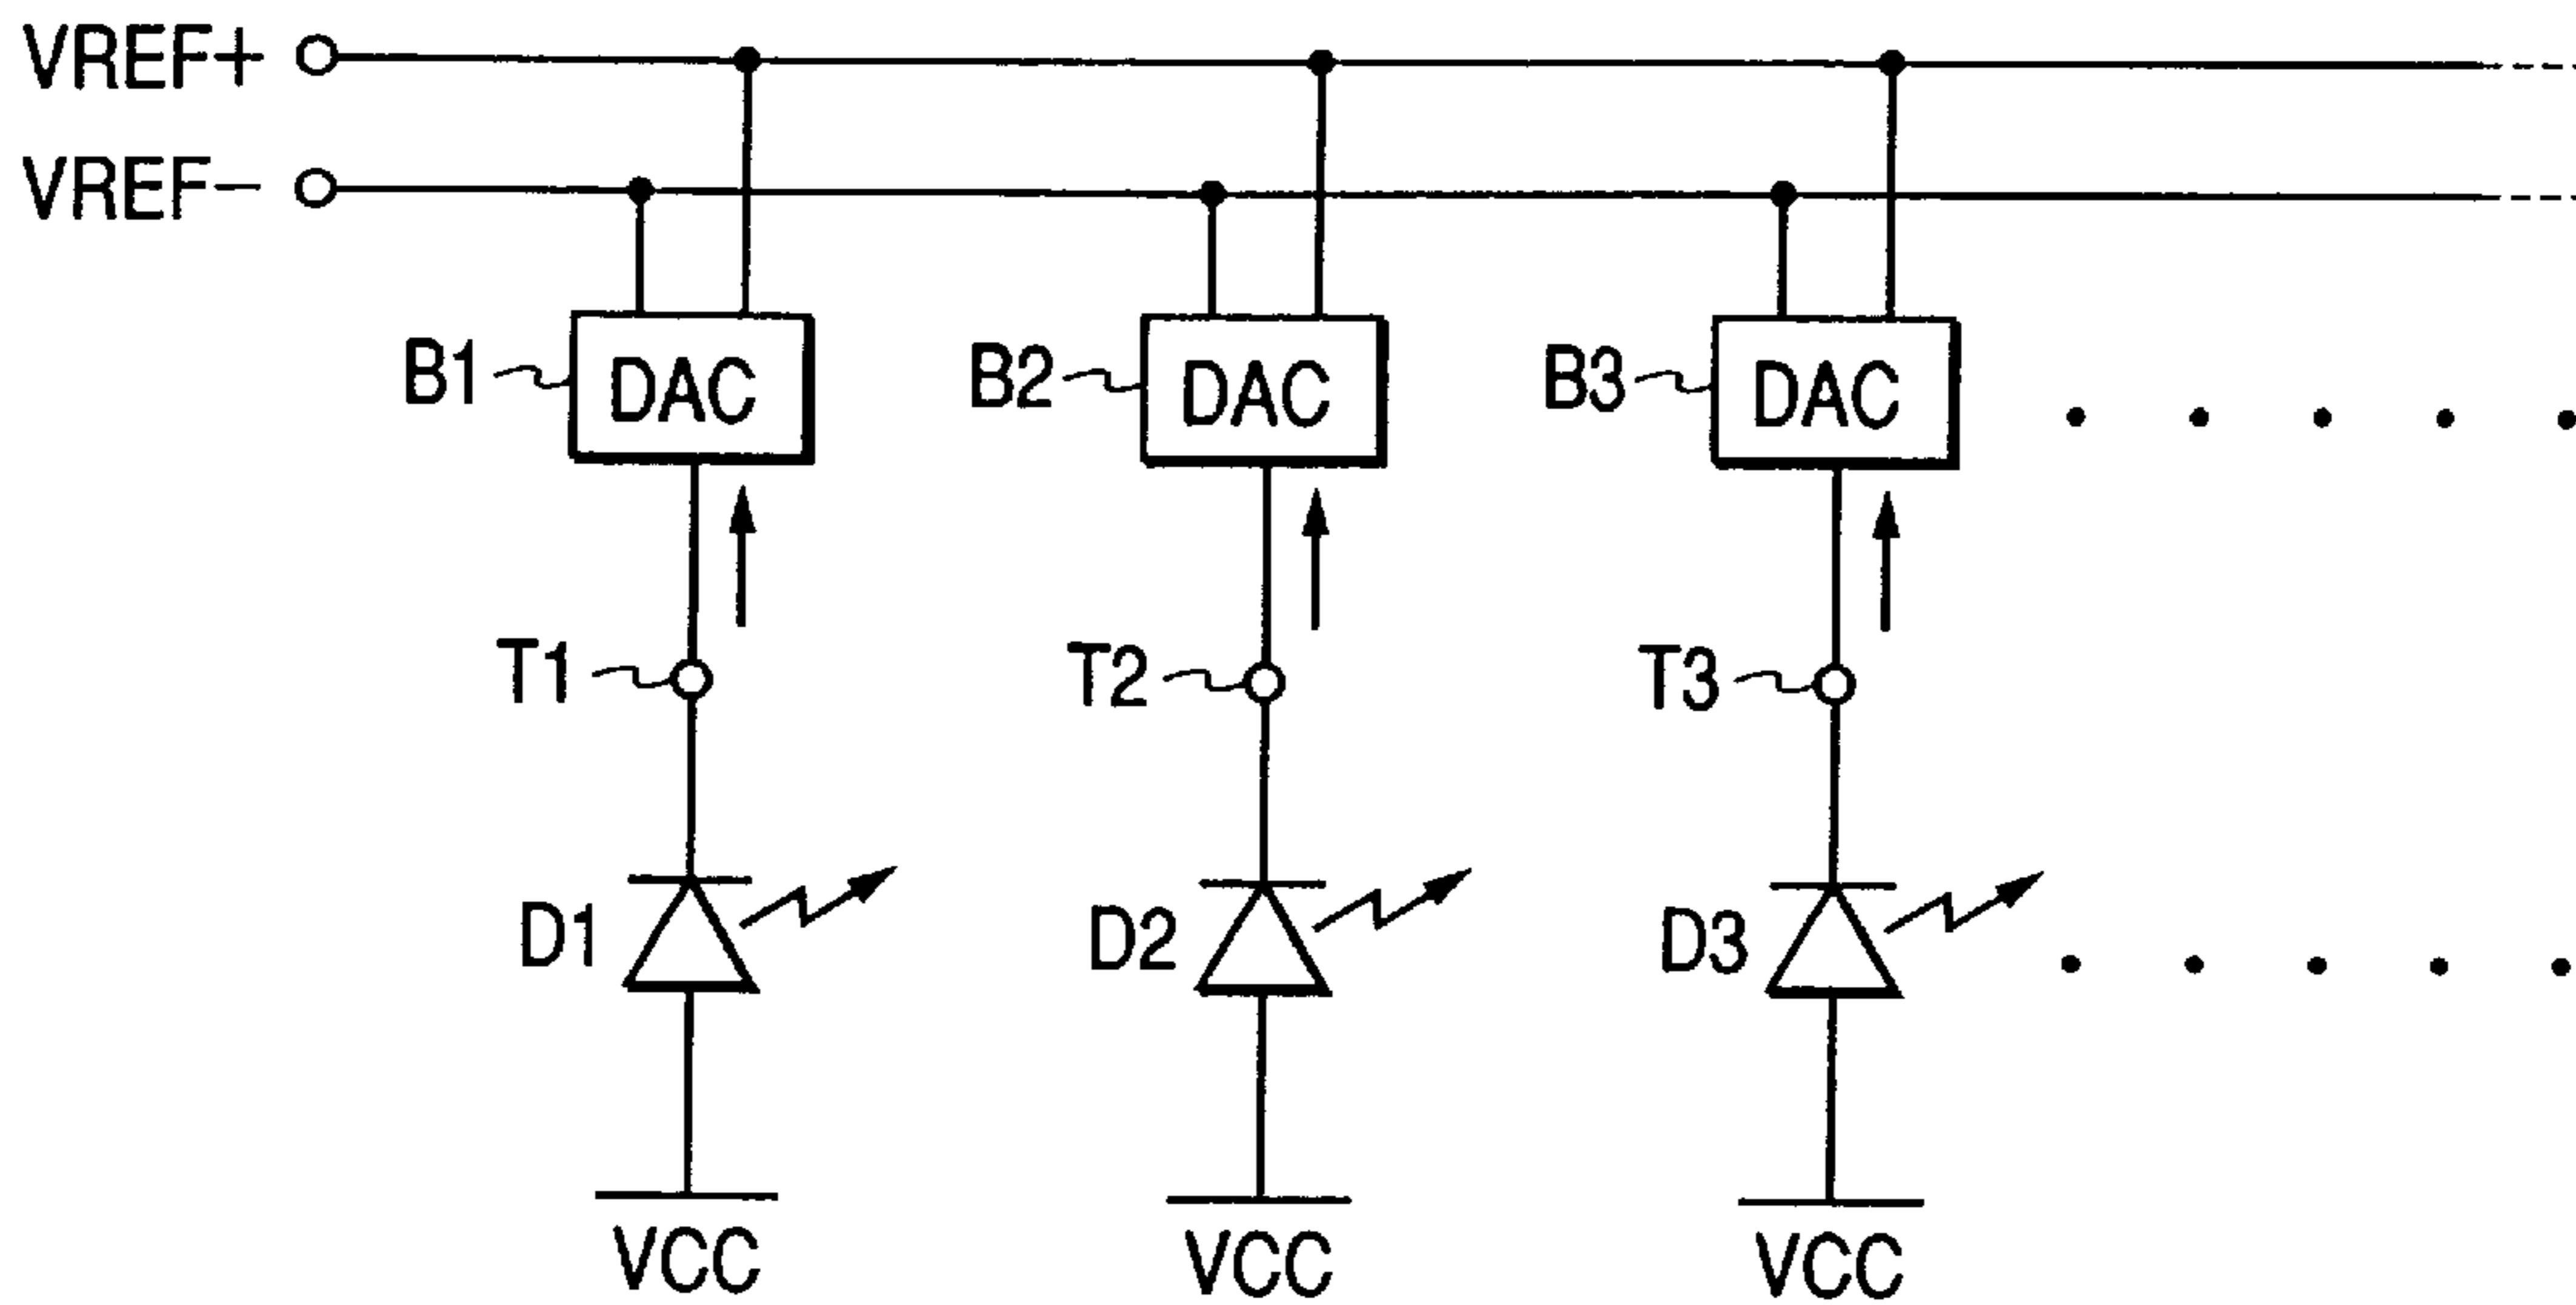 VREF+
VREF−
B1 DAC B2 DAC B3 DAC
T1 T2 T3
D1 D2 D3
VCC VCC VCC